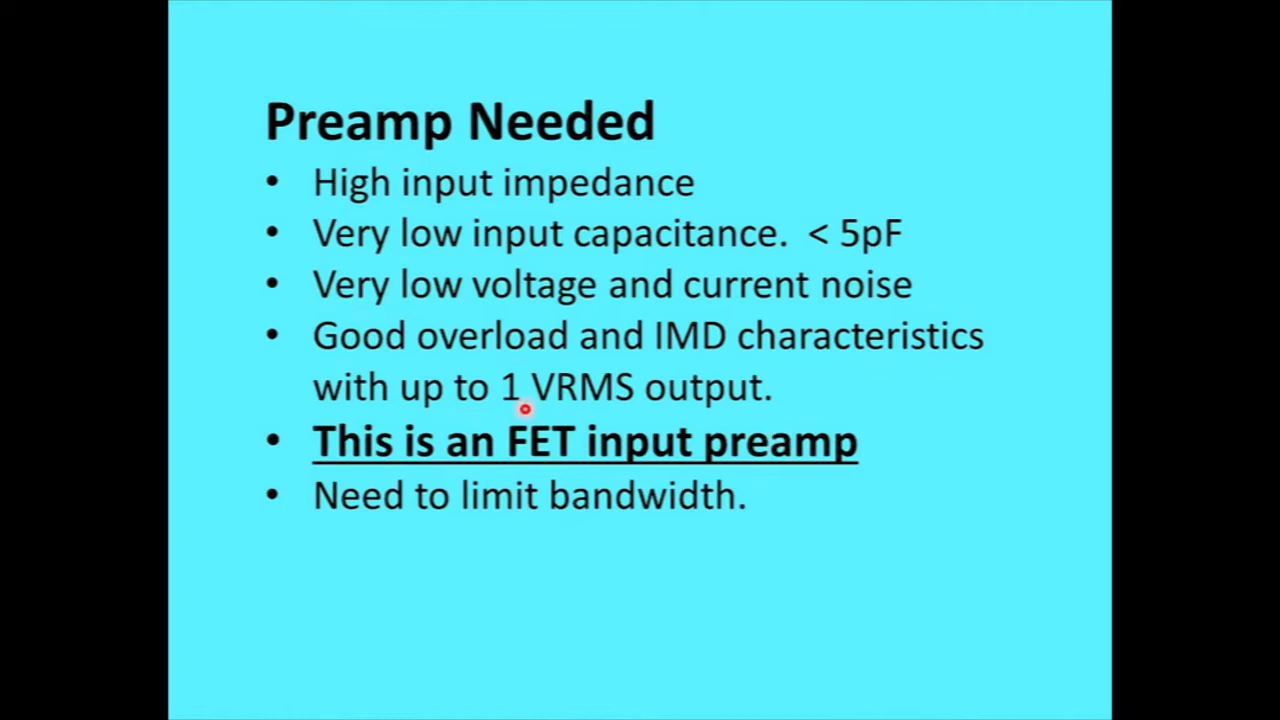 Preamp Needed
• High input impedance
• Very low input capacitance.  < 5pF
• Very low voltage and current noise
• Good overload and IMD characteristics
with up to 1 VRMS output.
• This is an FET input preamp
• Need to limit bandwidth.